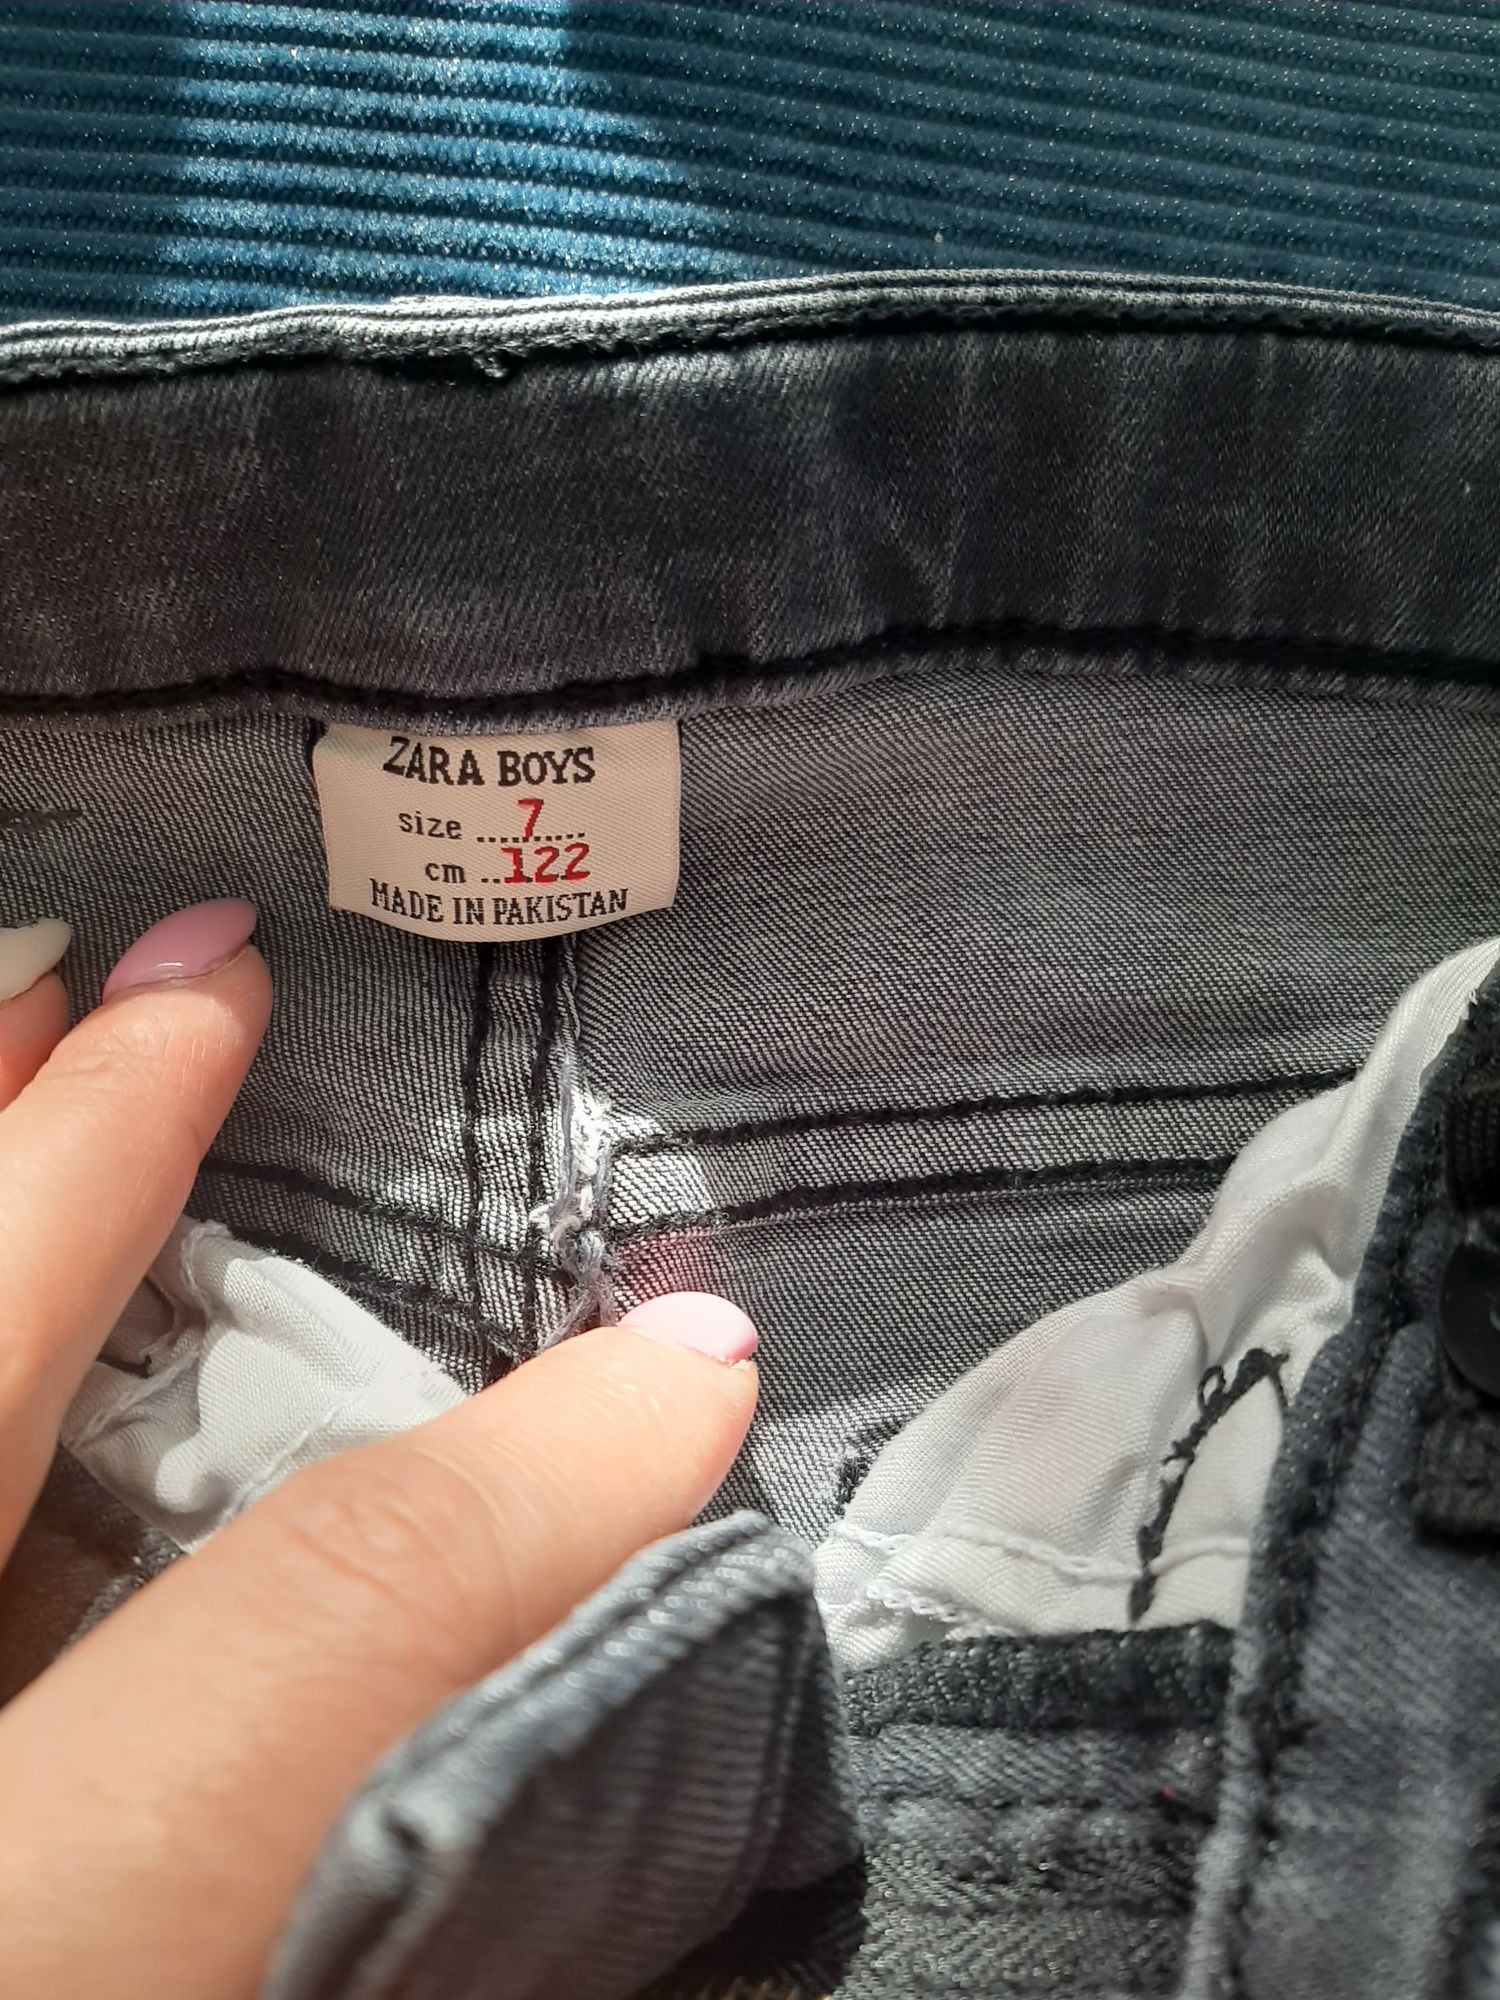 ZARA BOYS
size ....7.....
cm ..122
MADE IN PAKISTAN